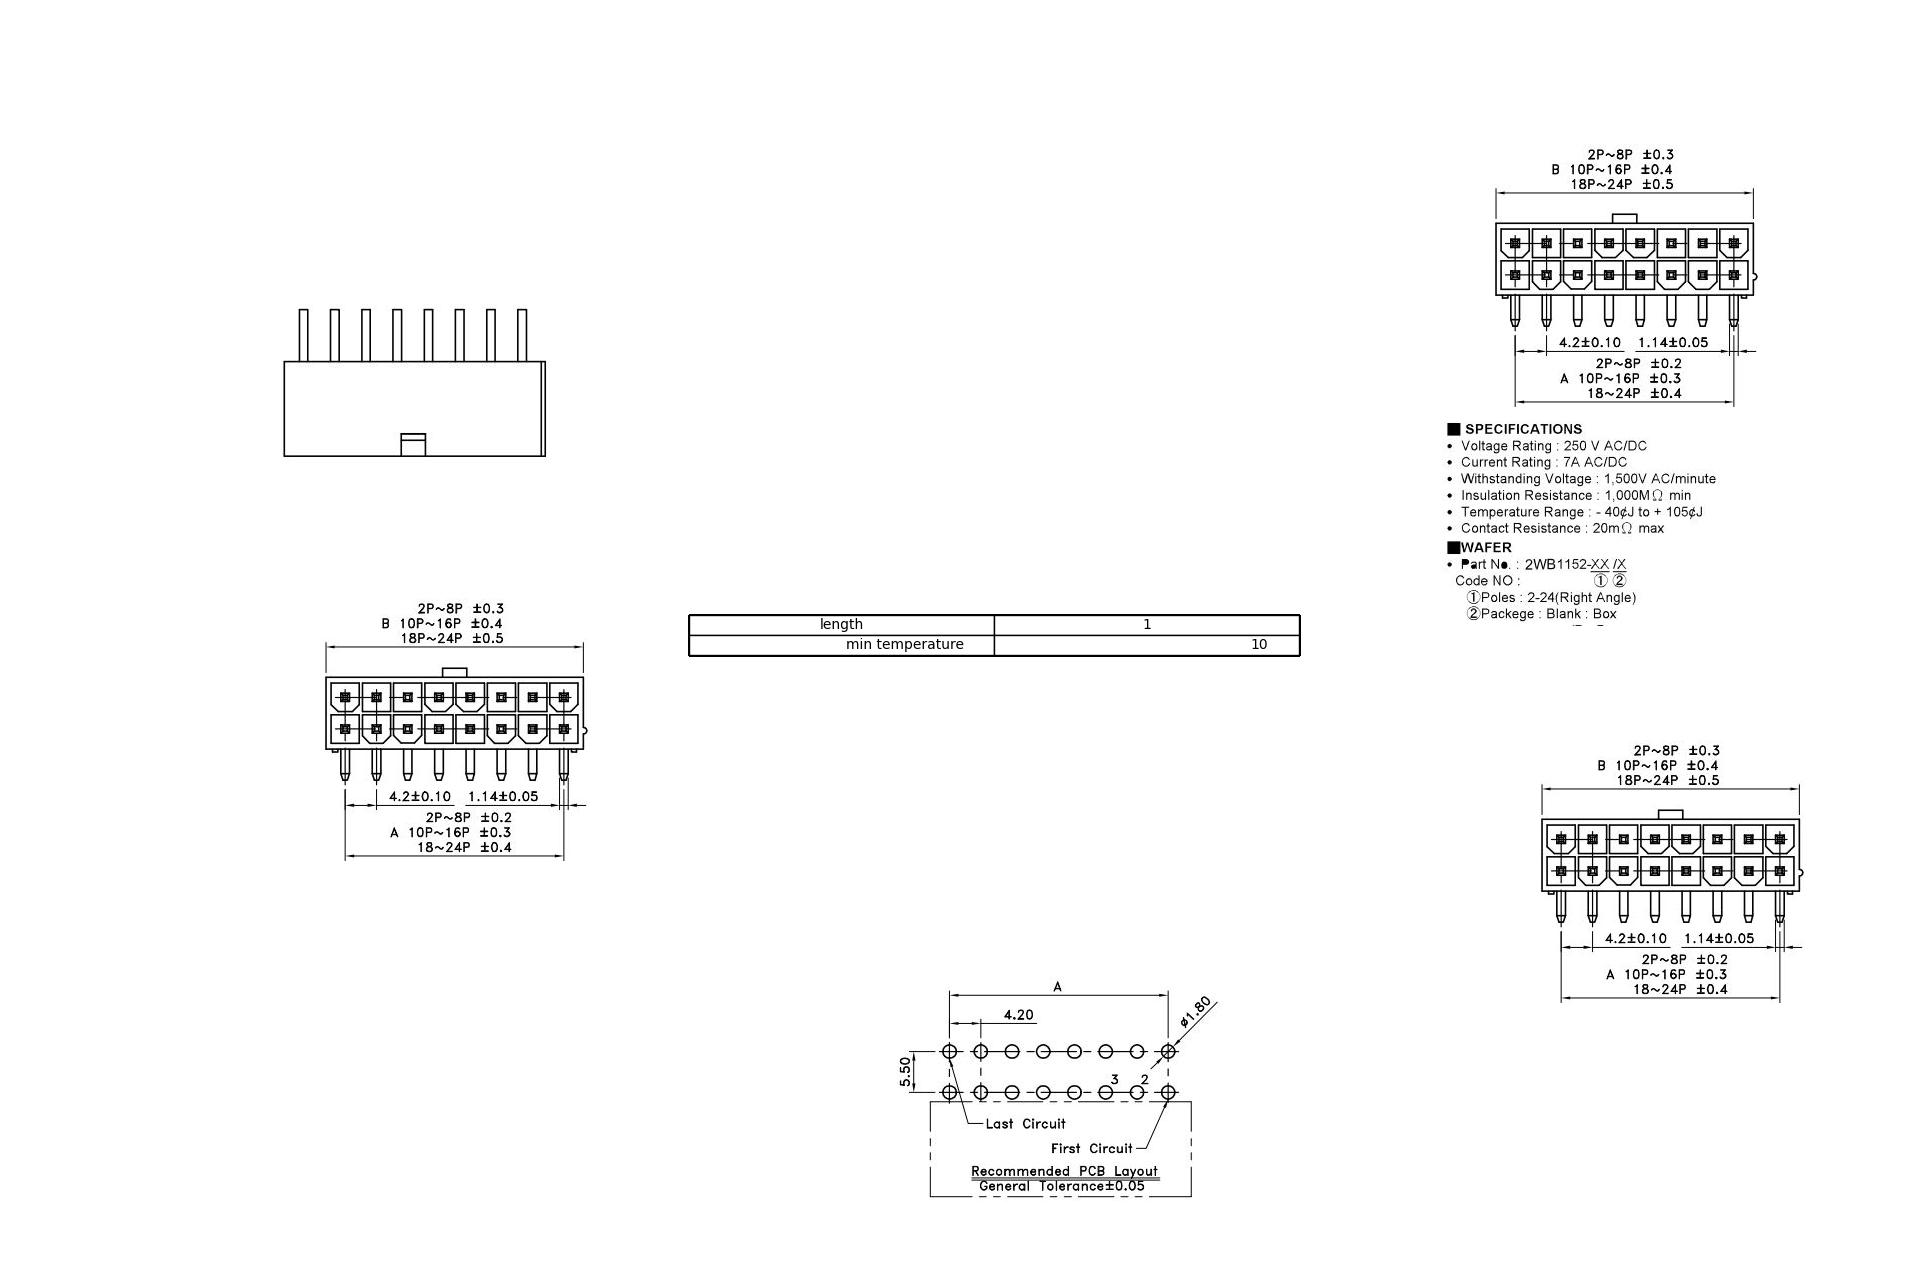 2P~8P ±0.3
B 10P~16P ±0.4
18P~24P ±0.5
4.2±0.10 1.14±0.05
2P~8P ±0.2
A 10P~16P ±0.3
18~24P ±0.4
■ SPECIFICATIONS
• Voltage Rating : 250 V AC/DC
• Current Rating : 7A AC/DC
• Withstanding Voltage : 1,500V AC/minute
• Insulation Resistance : 1,000MΩ min
• Temperature Range : - 40¢J to + 105¢J
• Contact Resistance : 20mΩ max
■WAFER
• Part No. : 2WB1152-XX /X
Code NO : ① ②
①Poles : 2-24(Right Angle)
②Packege : Blank : Box
2P~8P ±0.3
B 10P~16P ±0.4
18P~24P ±0.5
4.2±0.10 1.14±0.05
2P~8P ±0.2
A 10P~16P ±0.3
18~24P ±0.4
length 1
min temperature 10
2P~8P ±0.3
B 10P~16P ±0.4
18P~24P ±0.5
4.2±0.10 1.14±0.05
2P~8P ±0.2
A 10P~16P ±0.3
18~24P ±0.4
A
4.20
ø1.80
5.50
3 2
Last Circuit
First Circuit
Recommended PCB Layout
General Tolerance±0.05